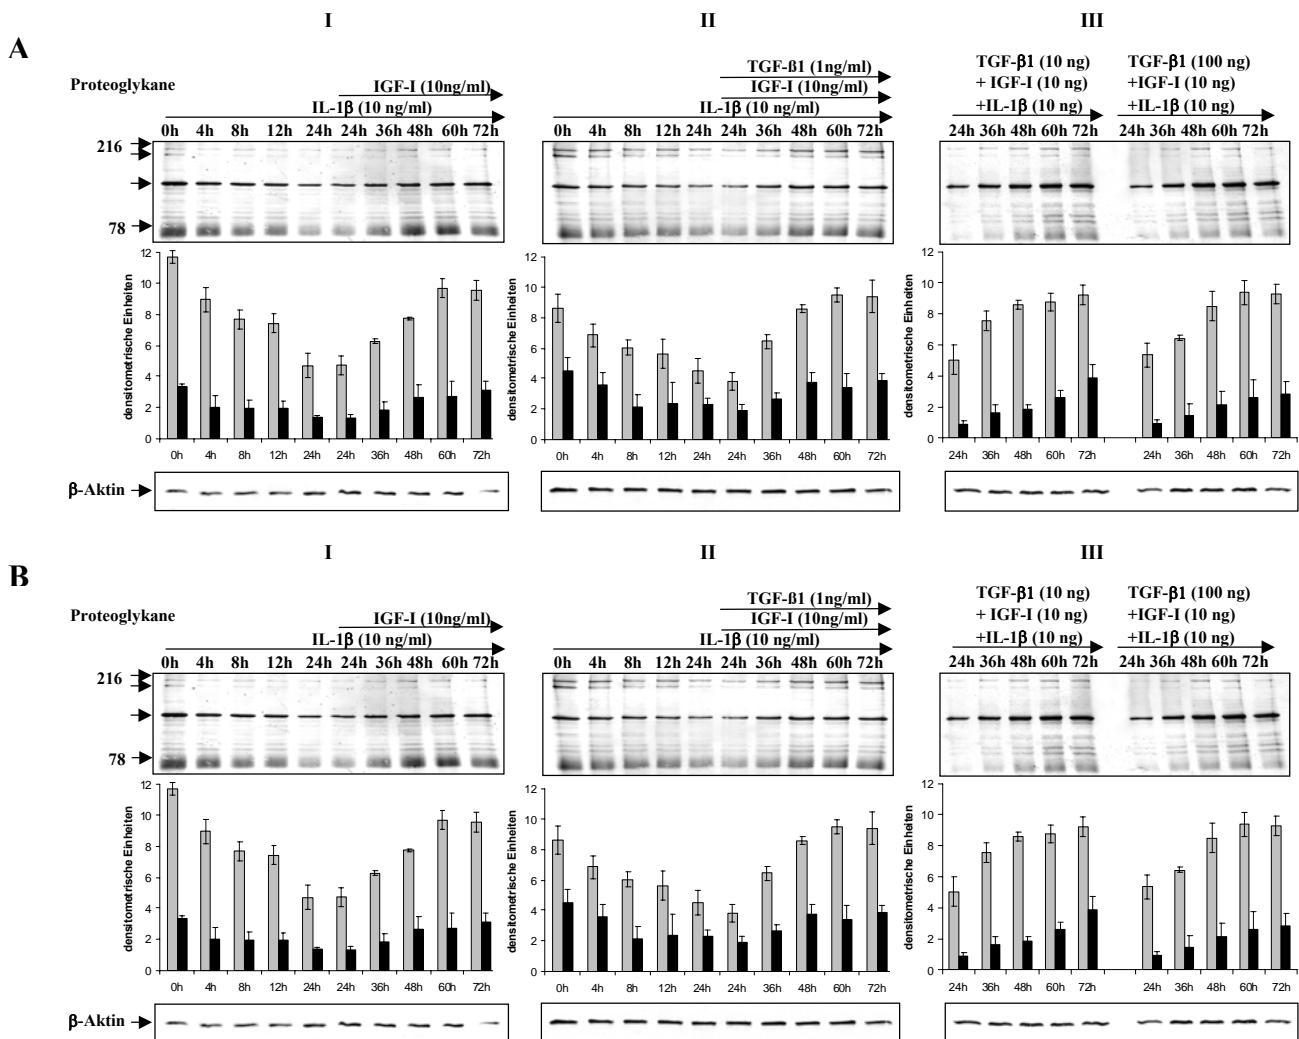 I II III
A
Proteoglykane
IGF-I (10ng/ml)
IL-1β (10 ng/ml)
0h 4h 8h 12h 24h 24h 36h 48h 60h 72h
216
78
densitometrische Einheiten
12
10
8
6
4
2
0
0h 4h 8h 12h 24h 24h 36h 48h 60h 72h
β-Aktin
TGF-ß1 (1ng/ml)
IGF-I (10ng/ml)
IL-1β (10 ng/ml)
0h 4h 8h 12h 24h 24h 36h 48h 60h 72h
densitometrische Einheiten
12
10
8
6
4
2
0
0h 4h 8h 12h 24h 24h 36h 48h 60h 72h
TGF-β1 (10 ng)
+ IGF-I (10 ng)
+IL-1β (10 ng)
24h 36h 48h 60h 72h
TGF-β1 (100 ng)
+IGF-I (10 ng)
+IL-1β (10 ng)
24h 36h 48h 60h 72h
densitometrische Einheiten
12
10
8
6
4
2
0
24h 36h 48h 60h 72h 24h 36h 48h 60h 72h
I II III
B
Proteoglykane
IGF-I (10ng/ml)
IL-1β (10 ng/ml)
0h 4h 8h 12h 24h 24h 36h 48h 60h 72h
216
78
densitometrische Einheiten
12
10
8
6
4
2
0
0h 4h 8h 12h 24h 24h 36h 48h 60h 72h
β-Aktin
TGF-ß1 (1ng/ml)
IGF-I (10ng/ml)
IL-1β (10 ng/ml)
0h 4h 8h 12h 24h 24h 36h 48h 60h 72h
densitometrische Einheiten
12
10
8
6
4
2
0
0h 4h 8h 12h 24h 24h 36h 48h 60h 72h
TGF-β1 (10 ng)
+ IGF-I (10 ng)
+IL-1β (10 ng)
24h 36h 48h 60h 72h
TGF-β1 (100 ng)
+IGF-I (10 ng)
+IL-1β (10 ng)
24h 36h 48h 60h 72h
densitometrische Einheiten
12
10
8
6
4
2
0
24h 36h 48h 60h 72h 24h 36h 48h 60h 72h